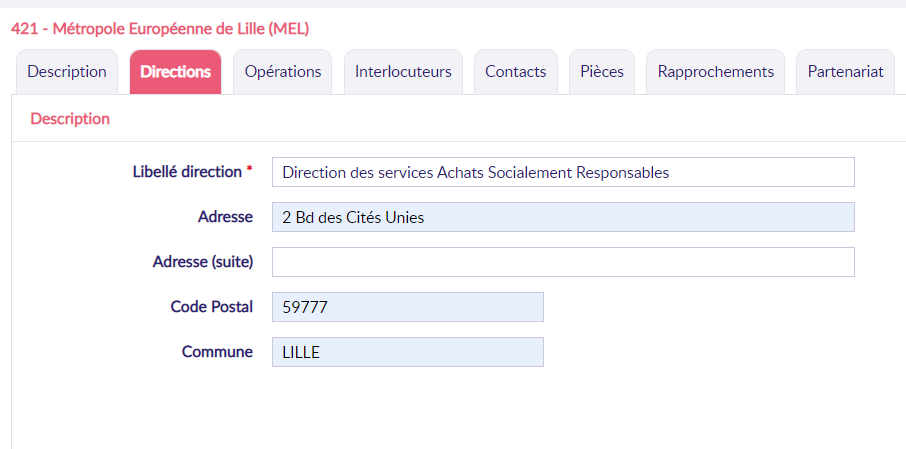 421 - Métropole Européenne de Lille (MEL)
Description Directions Opérations Interlocuteurs Contacts Pièces Rapprochements Partenariat
Description
Libellé direction * Direction des services Achats Socialement Responsables
Adresse 2 Bd des Cités Unies
Adresse (suite)
Code Postal 59777
Commune LILLE